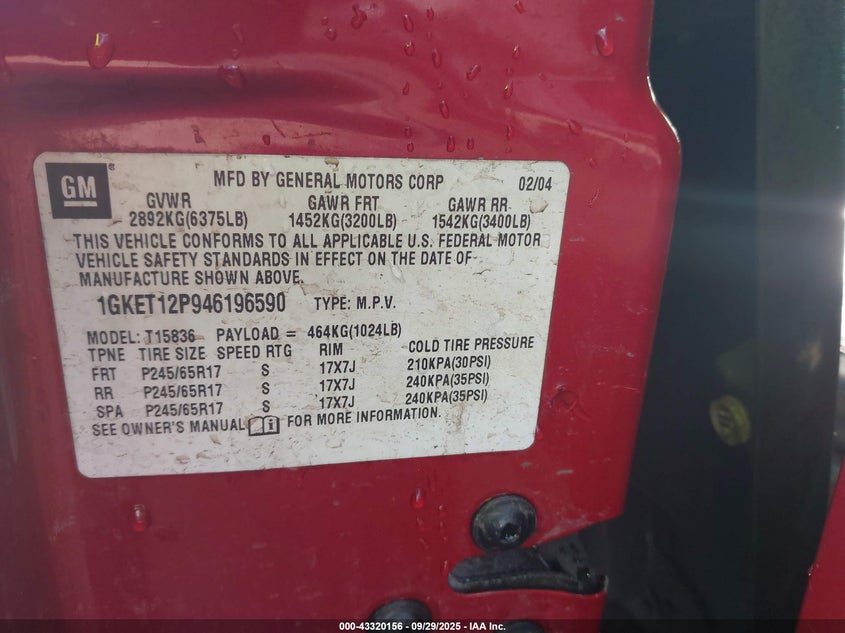 GM®
MFD BY GENERAL MOTORS CORP 02/04
GVWR GAWR FRT GAWR RR
2892KG(6375LB) 1452KG(3200LB) 1542KG(3400LB)
THIS VEHICLE CONFORMS TO ALL APPLICABLE U.S. FEDERAL MOTOR
VEHICLE SAFETY STANDARDS IN EFFECT ON THE DATE OF
MANUFACTURE SHOWN ABOVE.
1GKET12P946196590 TYPE: M.P.V.
MODEL: T15836 PAYLOAD = 464KG(1024LB)
TPNE TIRE SIZE SPEED RTG RIM COLD TIRE PRESSURE
FRT P245/65R17 S 17X7J 210KPA(30PSI)
RR P245/65R17 S 17X7J 240KPA(35PSI)
SPA P245/65R17 S 17X7J 240KPA(35PSI)
SEE OWNER'S MANUAL i FOR MORE INFORMATION.
000-43320156 - 09/29/2025 - IAA Inc.